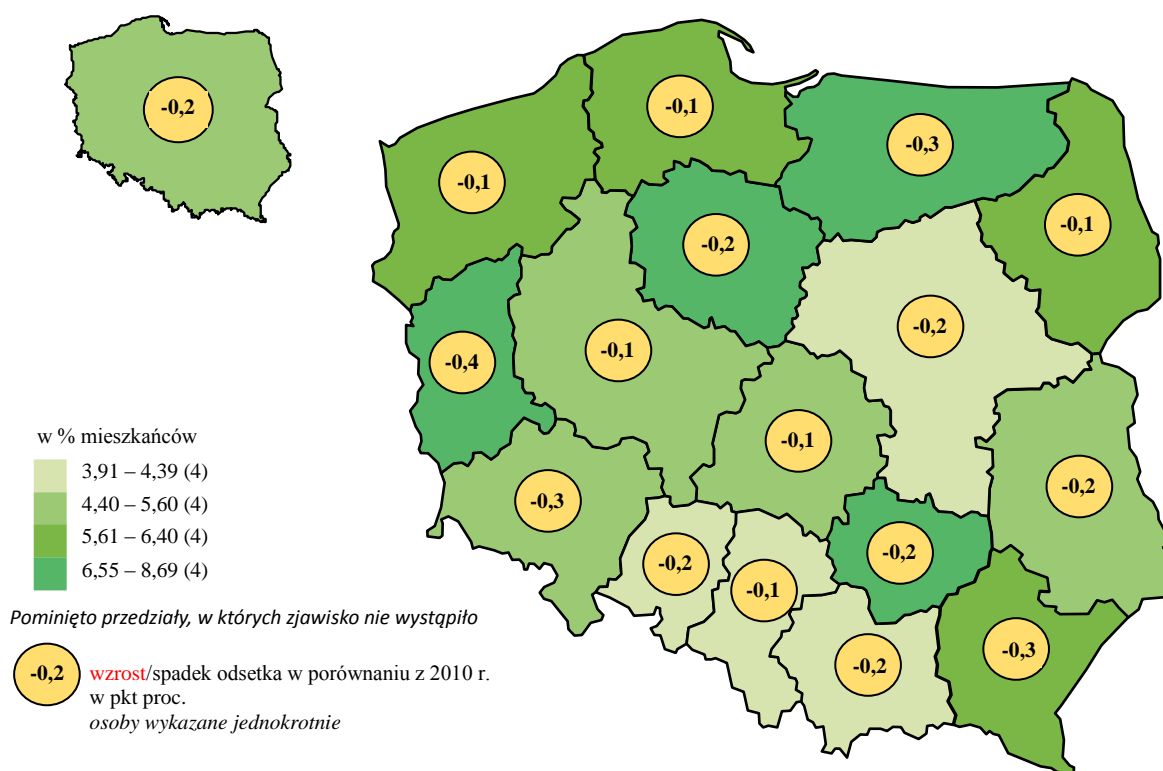 -0,2
-0,1
-0,3
-0,1
-0,1
-0,2
-0,2
-0,1
-0,4
-0,1
-0,2
-0,3
-0,2
-0,2
-0,1
-0,3
-0,2
w % mieszkańców
3,91 – 4,39 (4)
4,40 – 5,60 (4)
5,61 – 6,40 (4)
6,55 – 8,69 (4)
Pominięto przedziały, w których zjawisko nie wystąpiło
-0,2 wzrost/spadek odsetka w porównaniu z 2010 r.
w pkt proc.
osoby wykazane jednokrotnie